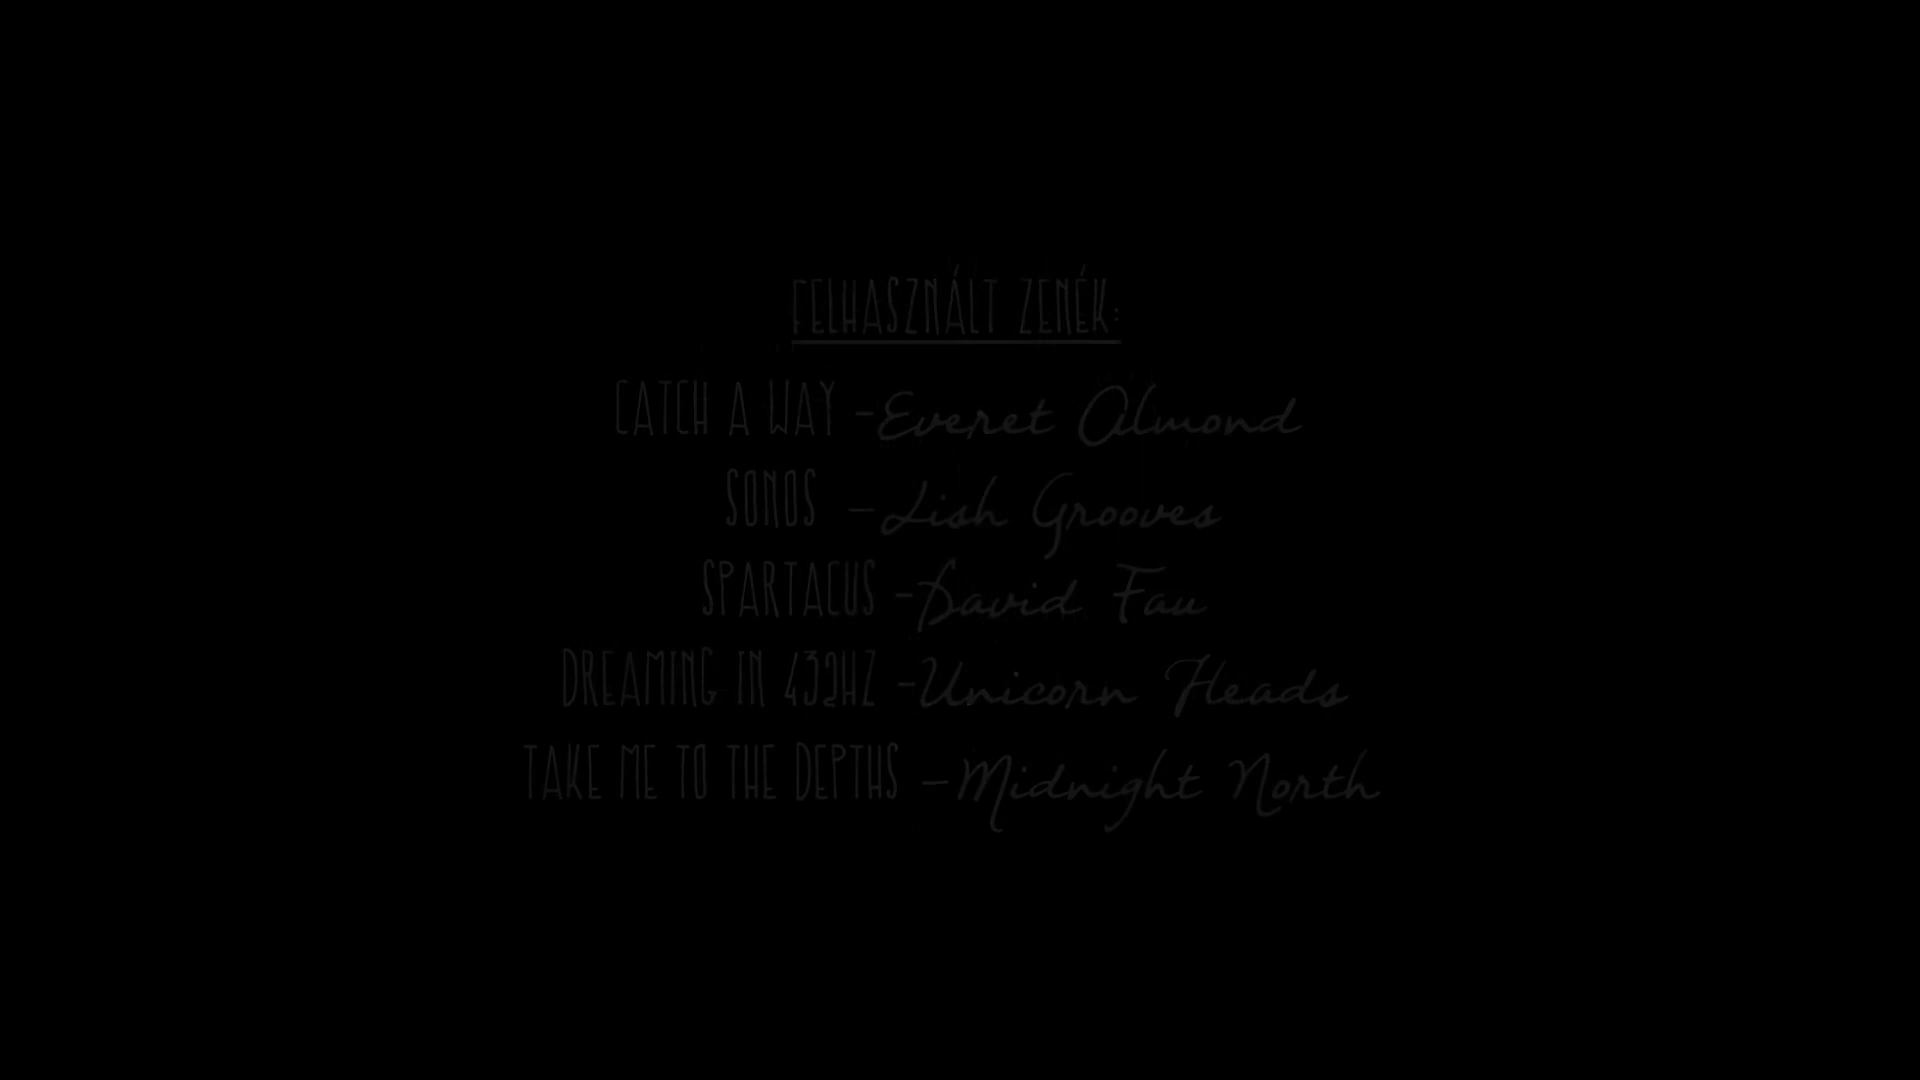 FELHASZNÁLT ZENÉK:
CATCH A WAY - Everet Almond
SONOS - Lish Grooves
SPARTACUS - David Fau
DREAMING IN 432HZ - Unicorn Heads
TAKE ME TO THE DEPTHS - Midnight North